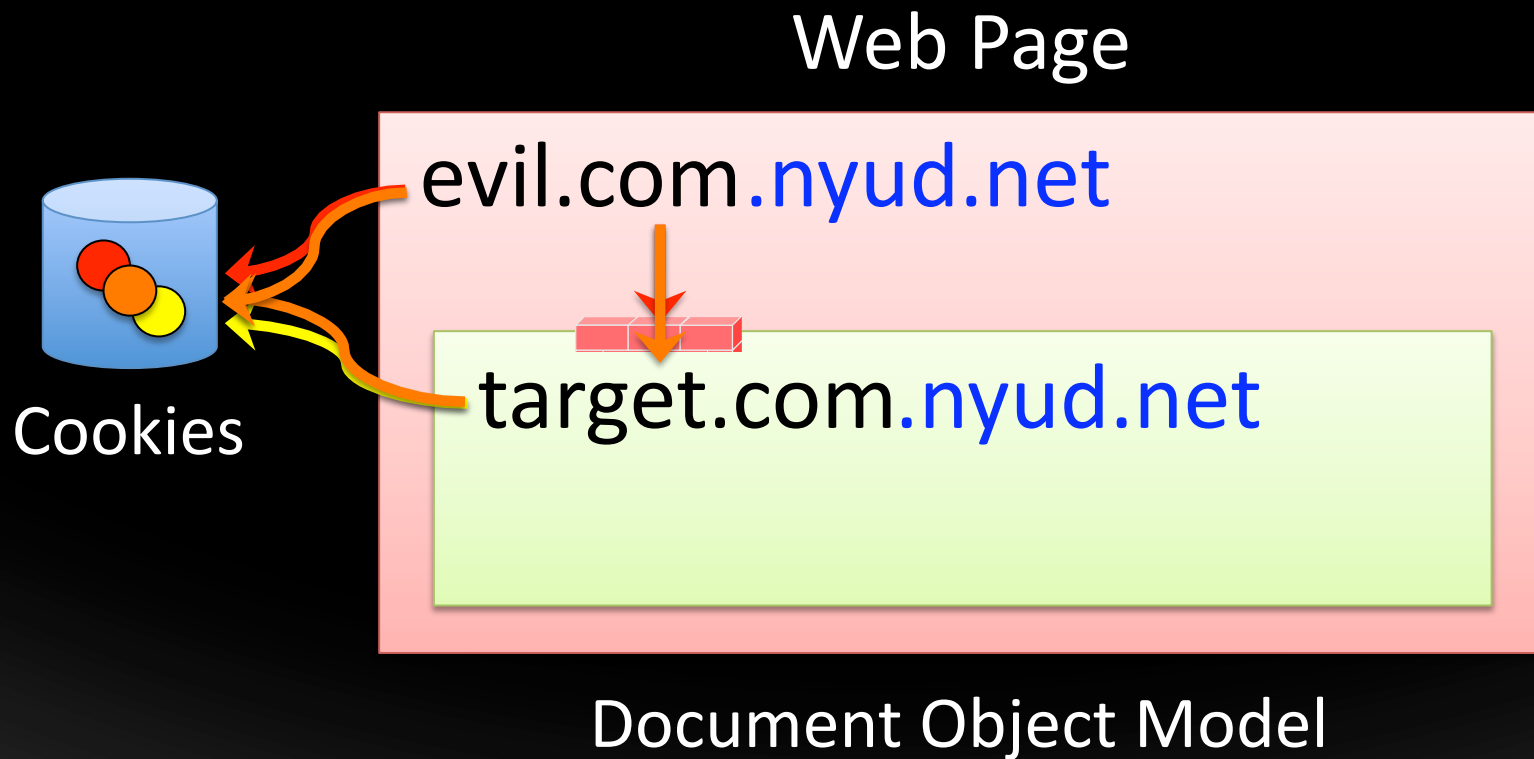 Web Page
evil.com.nyud.net
target.com.nyud.net
Cookies
Document Object Model